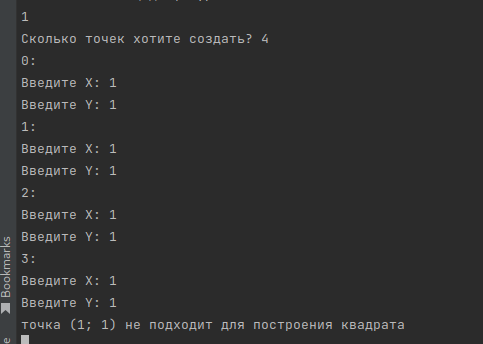 1
Сколько точек хотите создать? 4
0:
Введите X: 1
Введите Y: 1
1:
Введите X: 1
Введите Y: 1
2:
Введите X: 1
Введите Y: 1
3:
Введите X: 1
Введите Y: 1
точка (1; 1) не подходит для построения квадрата
Bookmarks